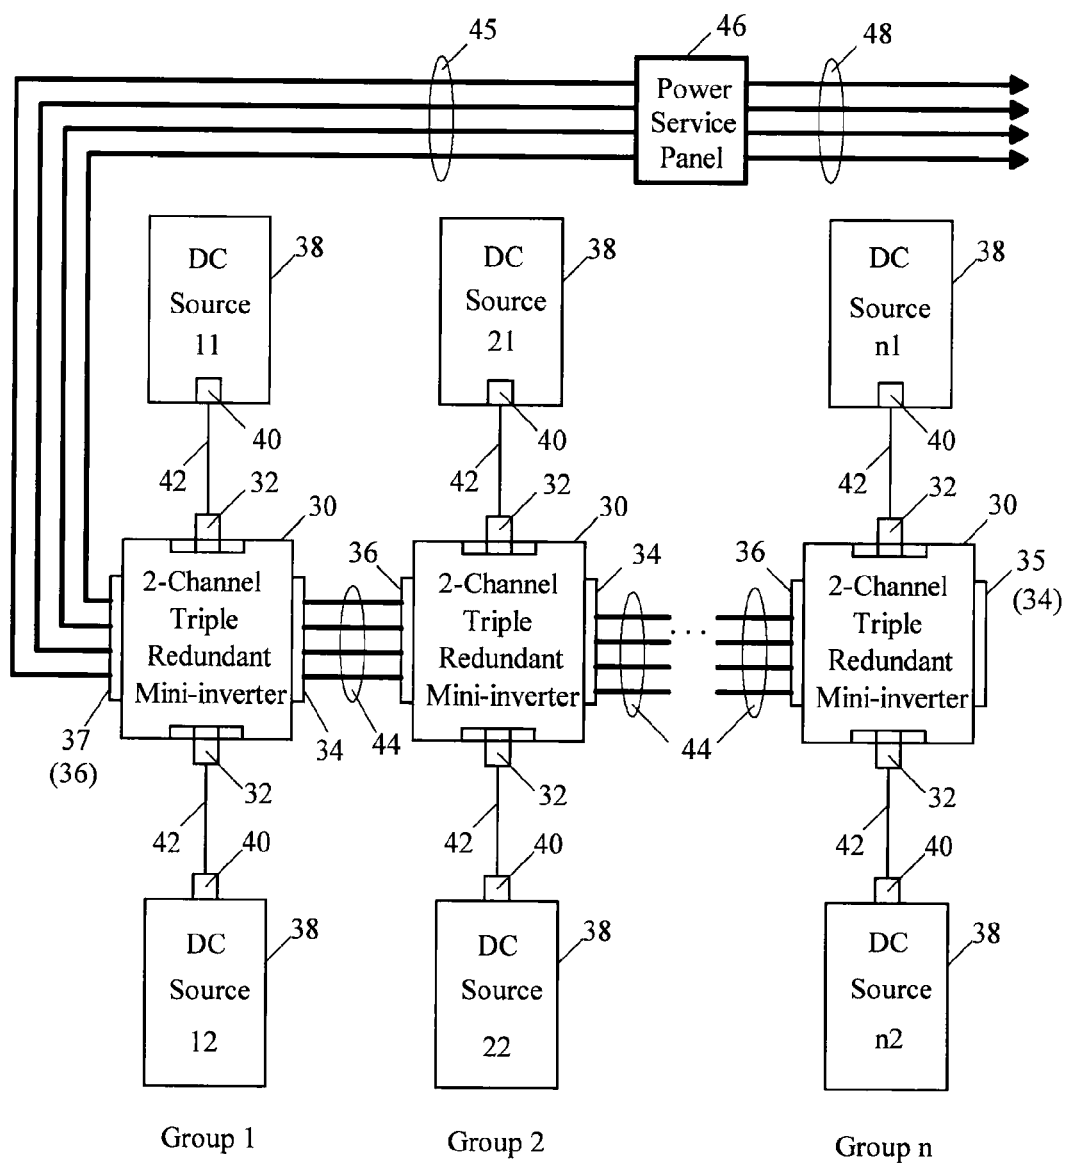 45
46
48
Power
Service
Panel
DC
Source
11
38
DC
Source
21
38
DC
Source
n1
38
40
40
40
42
42
42
32
32
32
30
30
30
36
34
36
35
(34)
2-Channel
Triple
Redundant
Mini-inverter
2-Channel
Triple
Redundant
Mini-inverter
. . .
2-Channel
Triple
Redundant
Mini-inverter
37
(36)
34
44
44
32
32
32
42
42
42
40
40
40
DC
Source
12
38
DC
Source
22
38
DC
Source
n2
38
Group 1
Group 2
Group n